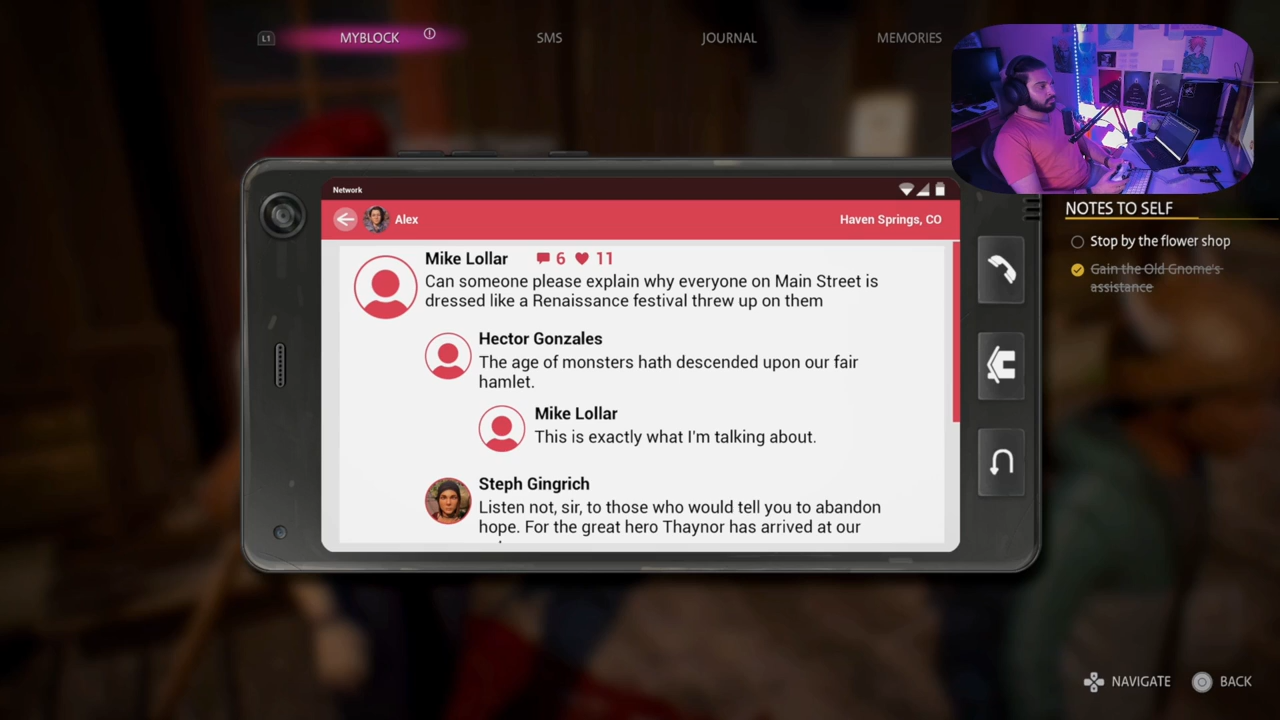 L1
MYBLOCK
SMS
JOURNAL
MEMORIES
Network
Alex
Haven Springs, CO
NOTES TO SELF
Stop by the flower shop
Gain the Old Gnome's
assistance
Mike Lollar 6 11
Can someone please explain why everyone on Main Street is
dressed like a Renaissance festival threw up on them
Hector Gonzales
The age of monsters hath descended upon our fair
hamlet.
Mike Lollar
This is exactly what I'm talking about.
Steph Gingrich
Listen not, sir, to those who would tell you to abandon
hope. For the great hero Thaynor has arrived at our
NAVIGATE
BACK